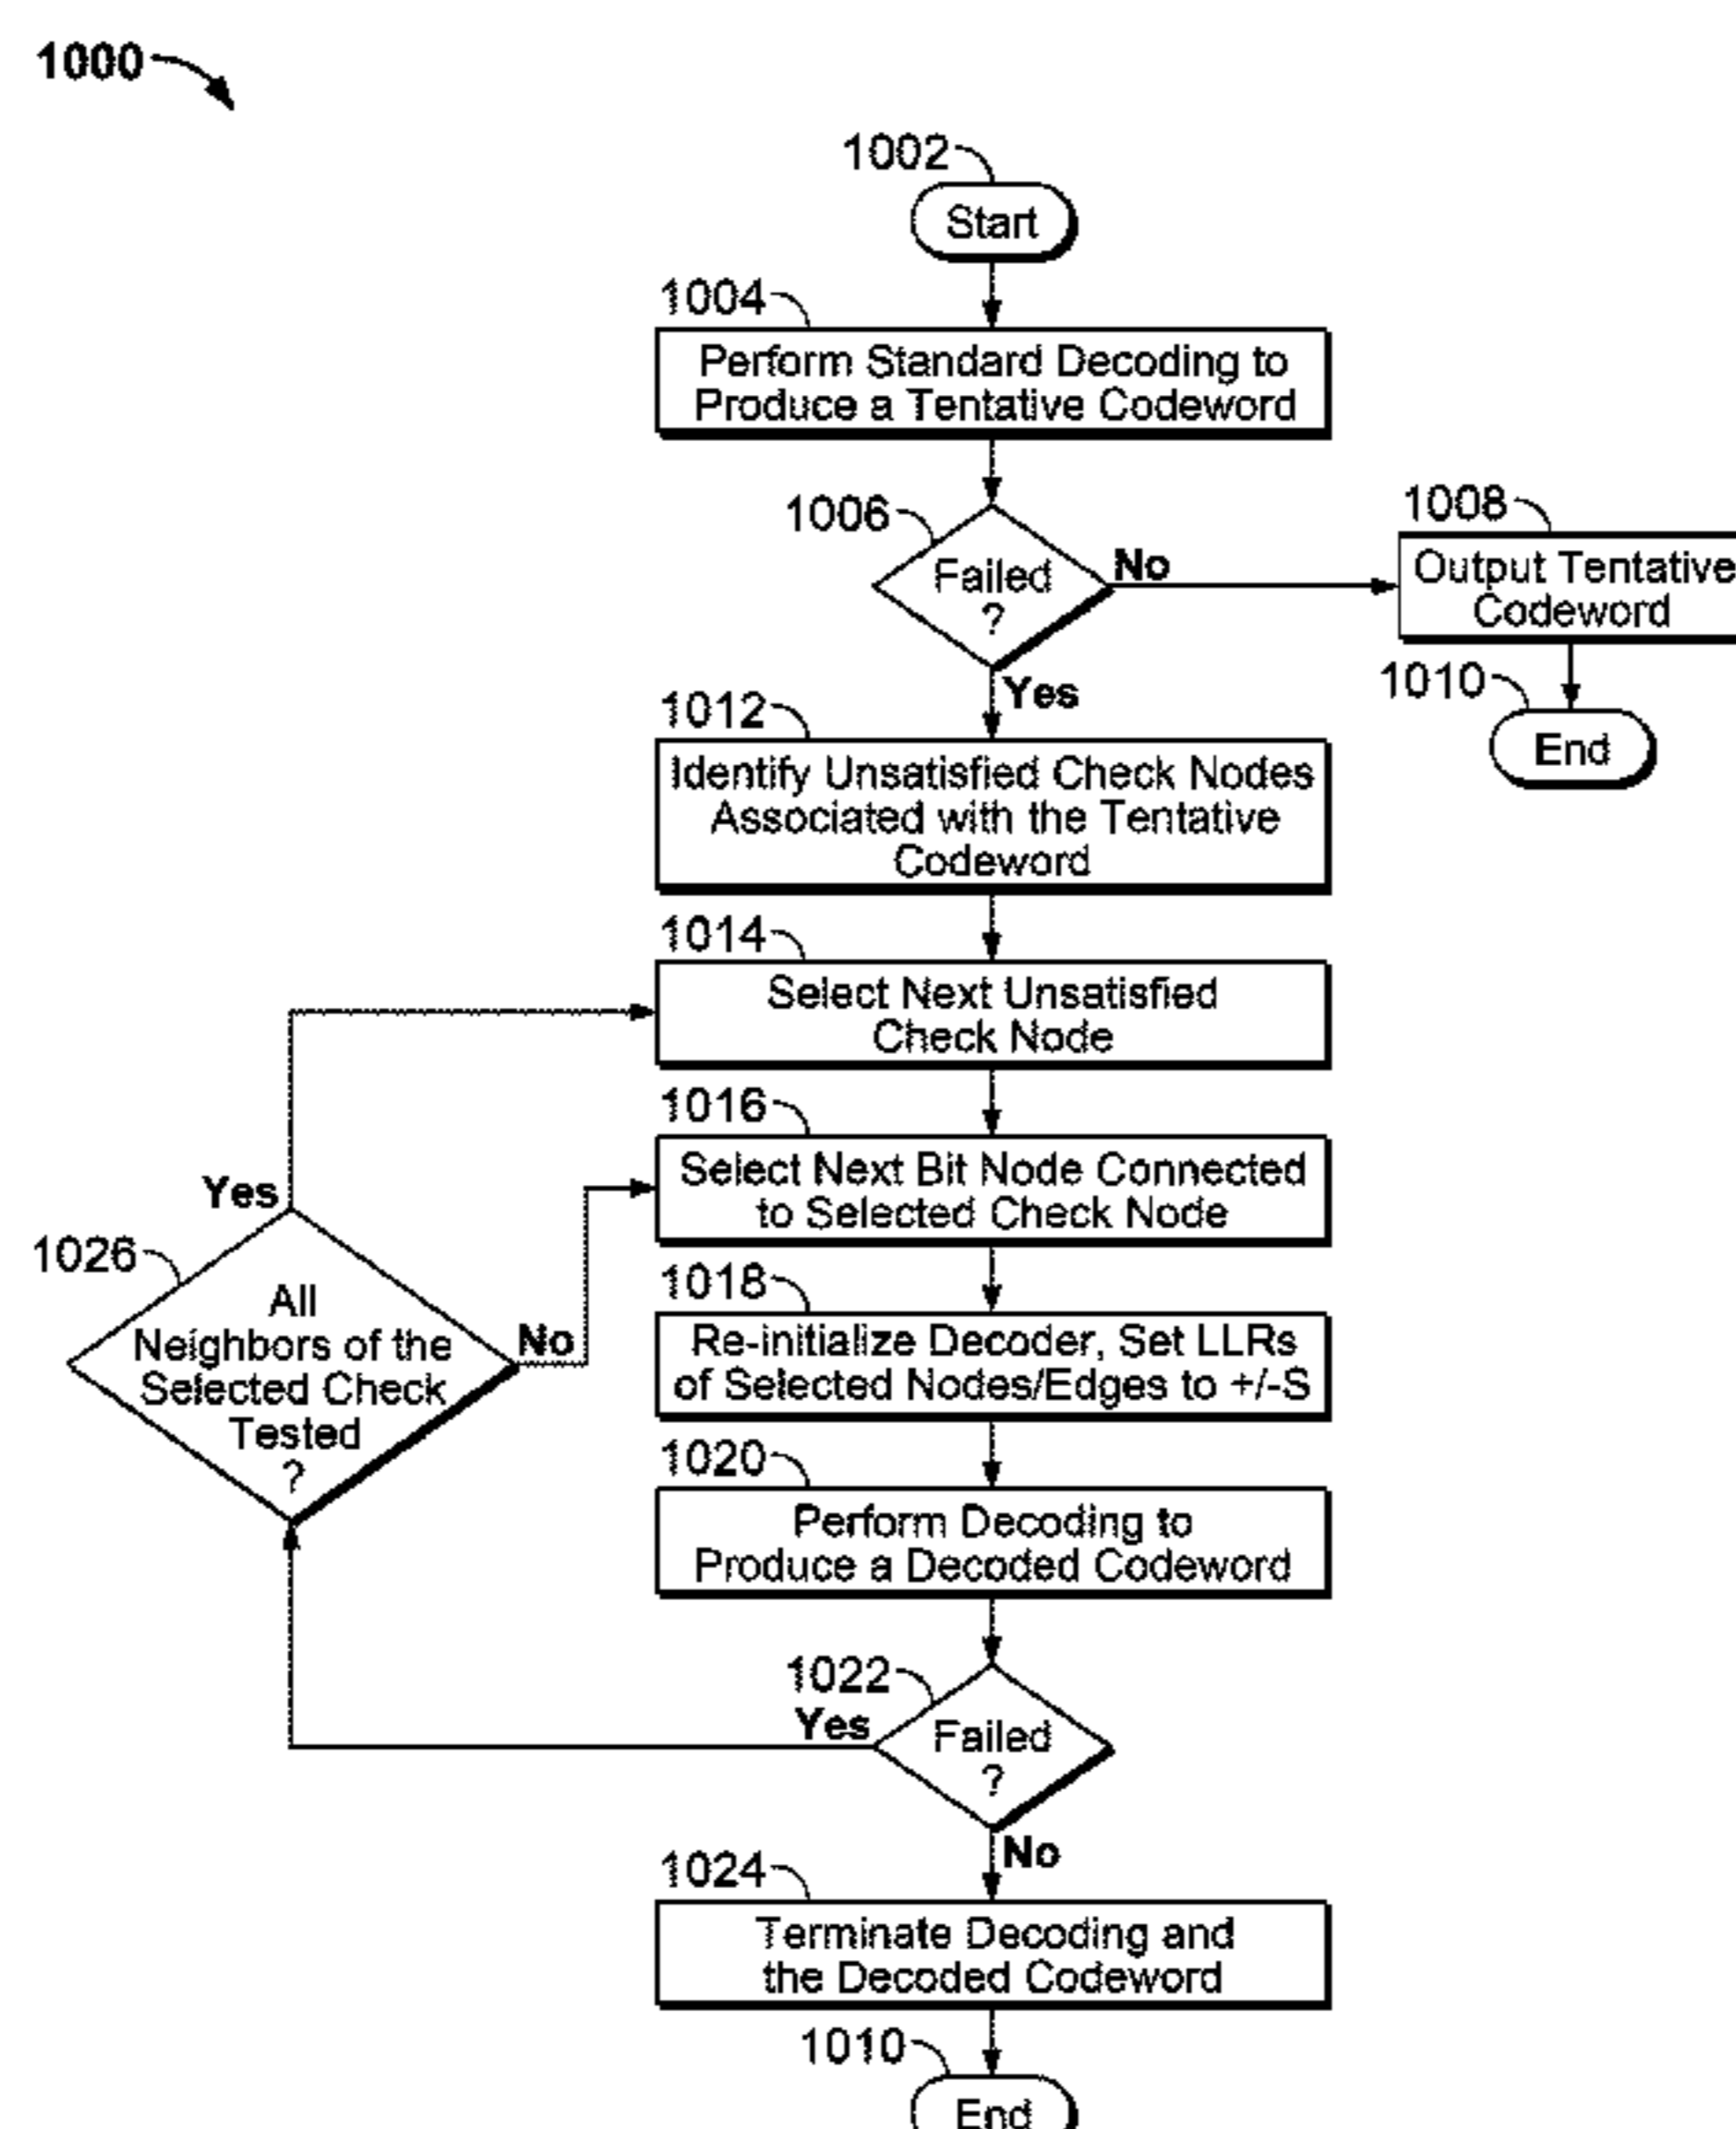 1000
1002
Start
1004
Perform Standard Decoding to
Produce a Tentative Codeword
1006
Failed
?
No
1008
Output Tentative
Codeword
1010
End
Yes
1012
Identify Unsatisfied Check Nodes
Associated with the Tentative
Codeword
1014
Select Next Unsatisfied
Check Node
1016
Select Next Bit Node Connected
to Selected Check Node
Yes
1026
All
Neighbors of the
Selected Check
Tested
?
No
1018
Re-initialize Decoder, Set LLRs
of Selected Nodes/Edges to +/-S
1020
Perform Decoding to
Produce a Decoded Codeword
1022
Yes
Failed
?
No
1024
Terminate Decoding and
the Decoded Codeword
1010
End